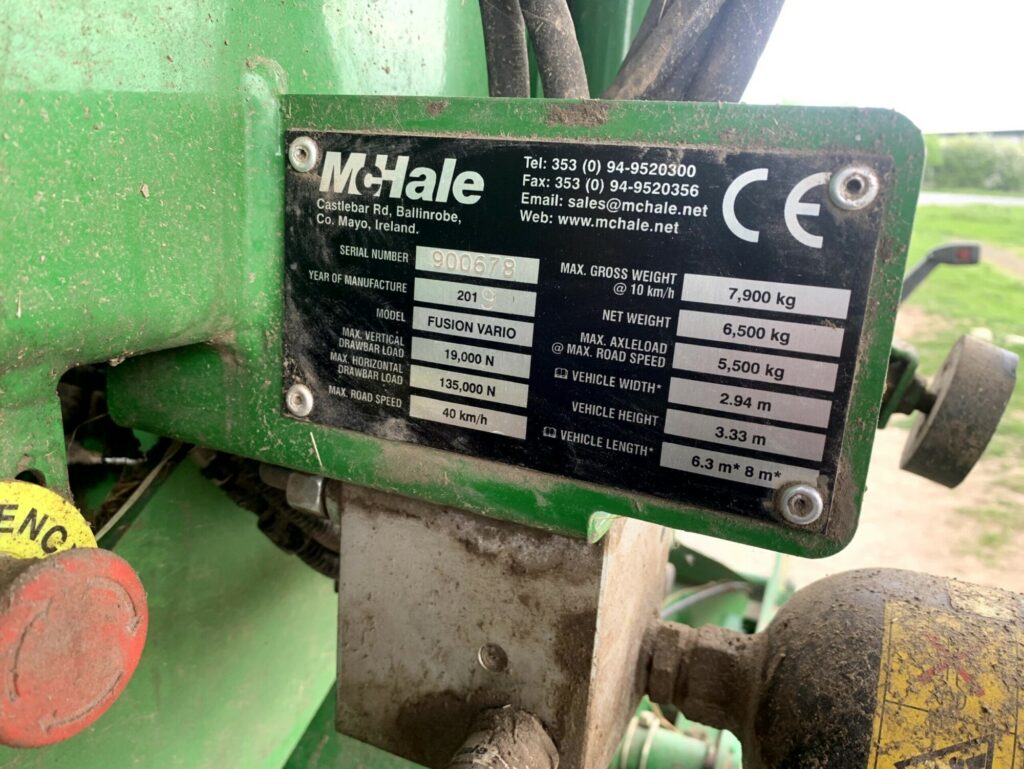 McHale
Castlebar Rd, Ballinrobe,
Co. Mayo, Ireland.
Tel: 353 (0) 94-9520300
Fax: 353 (0) 94-9520356
Email: sales@mchale.net
Web: www.mchale.net
CE
SERIAL NUMBER 900678
YEAR OF MANUFACTURE 2019
MODEL FUSION VARIO
MAX. VERTICAL
DRAWBAR LOAD 19,000 N
MAX. HORIZONTAL
DRAWBAR LOAD 135,000 N
MAX. ROAD SPEED 40 km/h
MAX. GROSS WEIGHT
@ 10 km/h 7,900 kg
NET WEIGHT 6,500 kg
MAX. AXLELOAD
@ MAX. ROAD SPEED 5,500 kg
VEHICLE WIDTH* 2.94 m
VEHICLE HEIGHT 3.33 m
VEHICLE LENGTH* 6.3 m* 8 m*
ENC